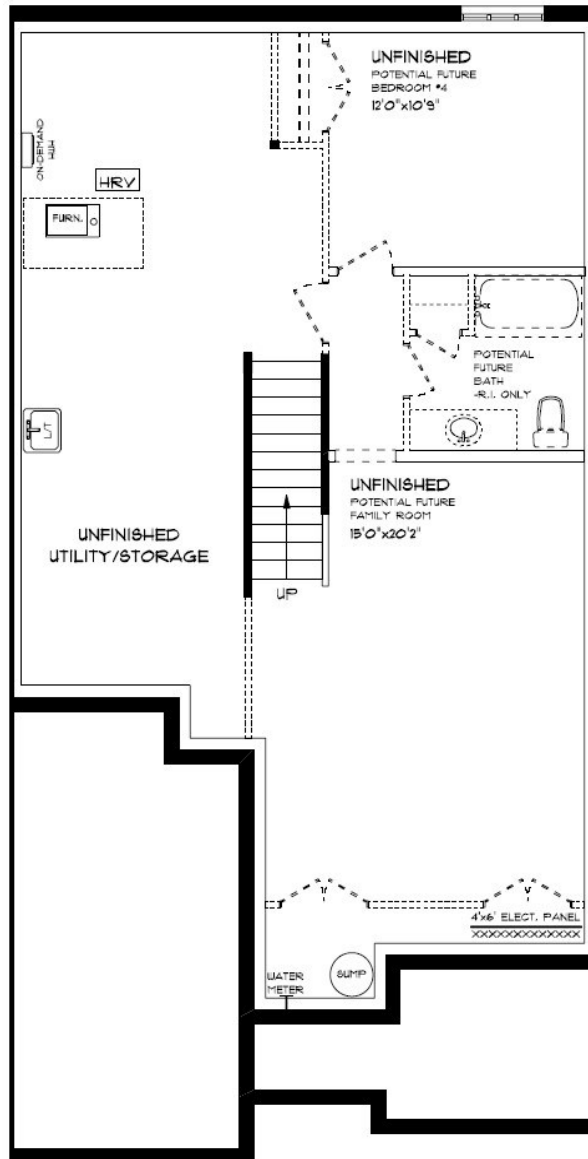 UNFINISHED
POTENTIAL FUTURE
BEDROOM #4
12'0"x10'9"
ON-DEMAND
HWH
HRV
FURN.
POTENTIAL
FUTURE
BATH
-R.I. ONLY
L/T
UNFINISHED
POTENTIAL FUTURE
FAMILY ROOM
15'0"x20'2"
UNFINISHED
UTILITY/STORAGE
UP
4'x6' ELECT. PANEL
WATER
METER
SUMP